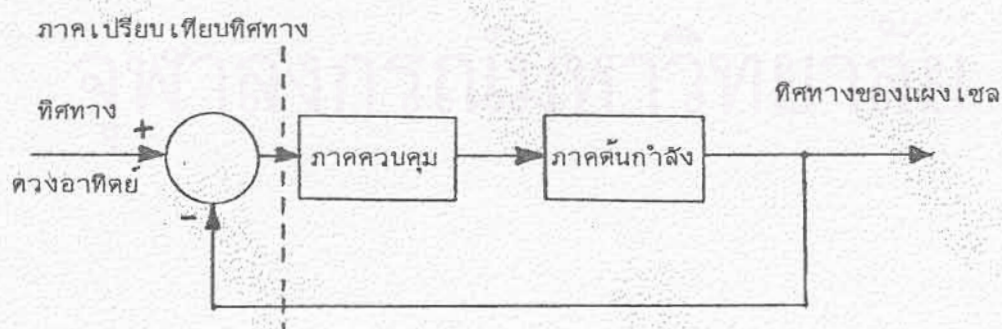 ภาคเปรียบเทียบทิศทาง
ทิศทาง
+
ดวงอาทิตย์
-
ภาคควบคุม
ภาคต้นกำลัง
ทิศทางของแผงเซล